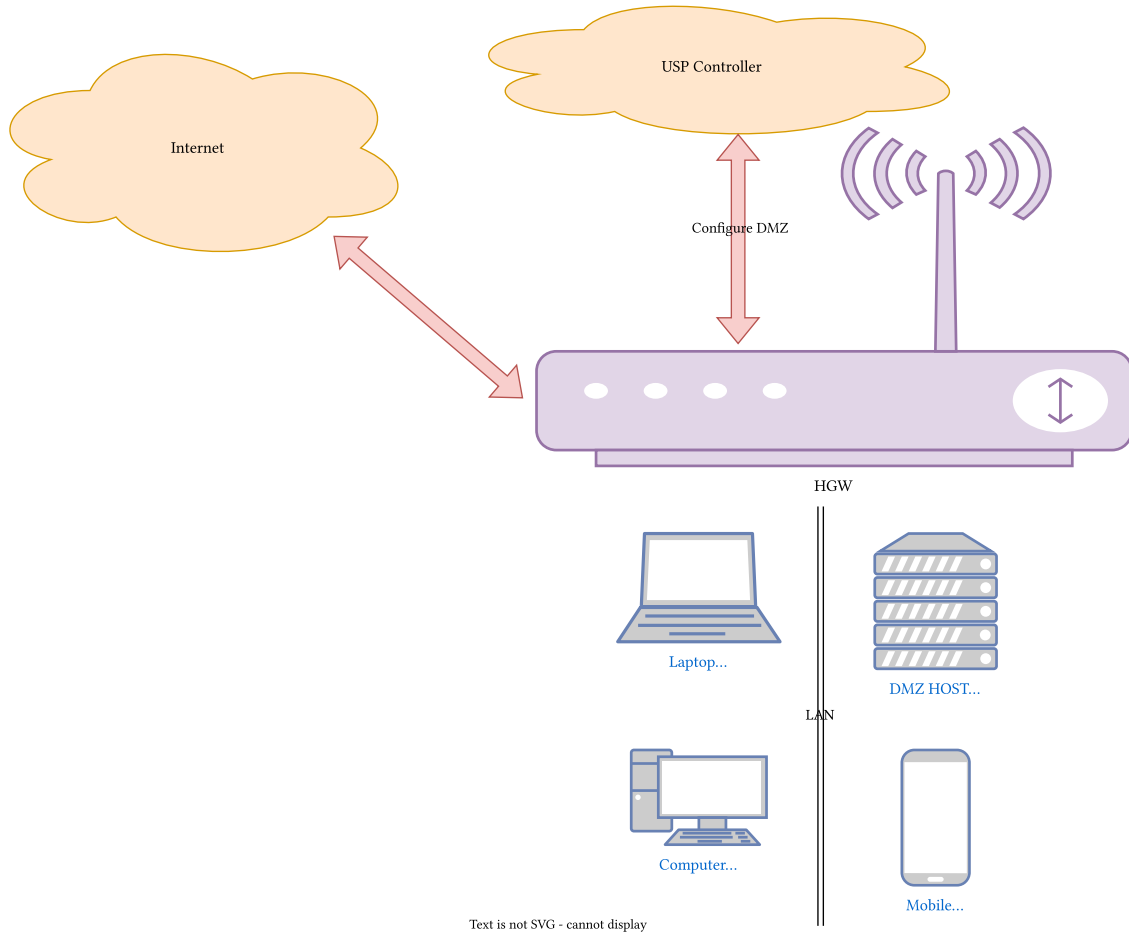 USP Controller
Internet
Configure DMZ
HGW
Laptop...
DMZ HOST...
LAN
Computer...
Mobile...
Text is not SVG - cannot display